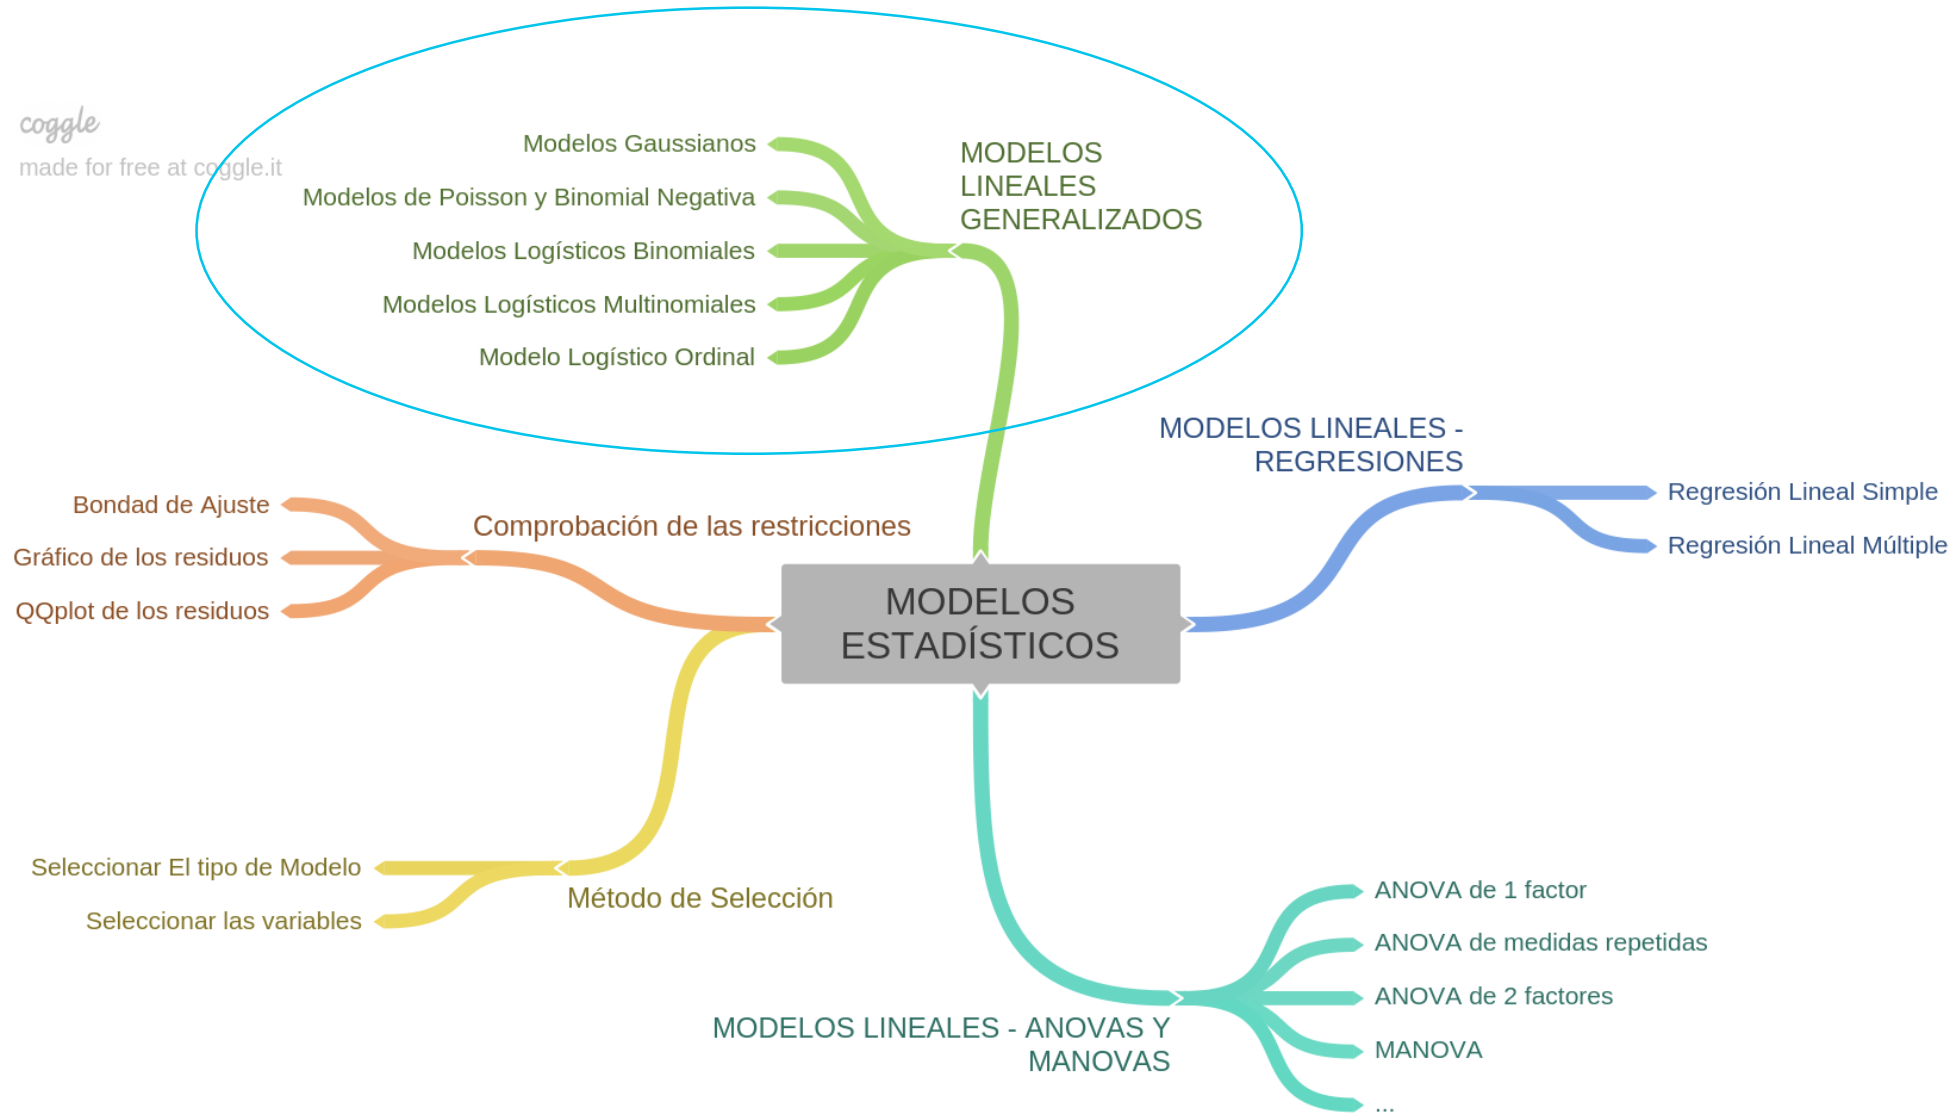 coggle
made for free at coggle.it
MODELOS
LINEALES
GENERALIZADOS
Modelos Gaussianos
Modelos de Poisson y Binomial Negativa
Modelos Logísticos Binomiales
Modelos Logísticos Multinomiales
Modelo Logístico Ordinal
MODELOS LINEALES -
REGRESIONES
Regresión Lineal Simple
Regresión Lineal Múltiple
Comprobación de las restricciones
Bondad de Ajuste
Gráfico de los residuos
QQplot de los residuos
MODELOS
ESTADÍSTICOS
Método de Selección
Seleccionar El tipo de Modelo
Seleccionar las variables
MODELOS LINEALES - ANOVAS Y
MANOVAS
ANOVA de 1 factor
ANOVA de medidas repetidas
ANOVA de 2 factores
MANOVA
...